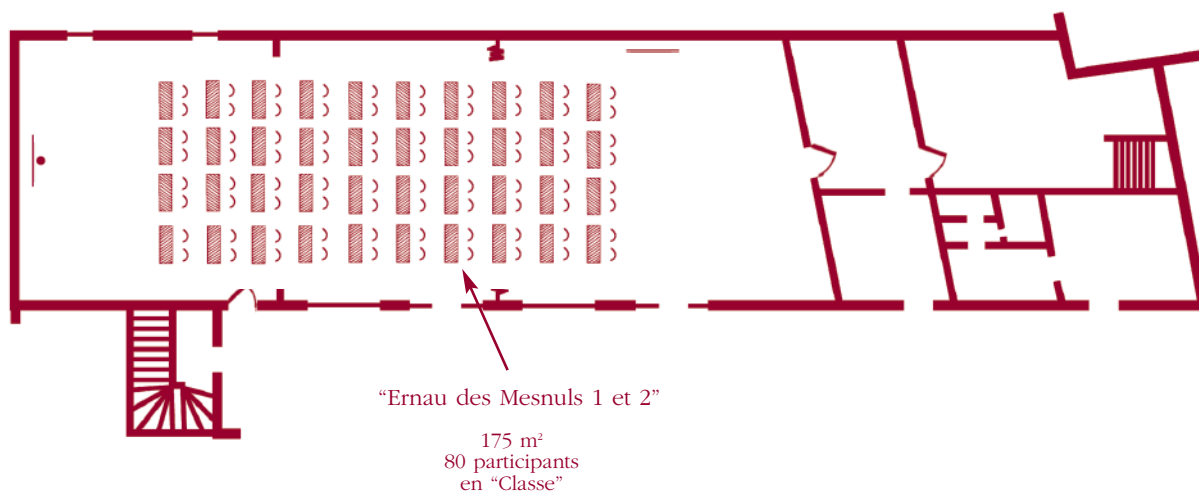 “Ernau des Mesnuls 1 et 2”
175 m²
80 participants
en “Classe”